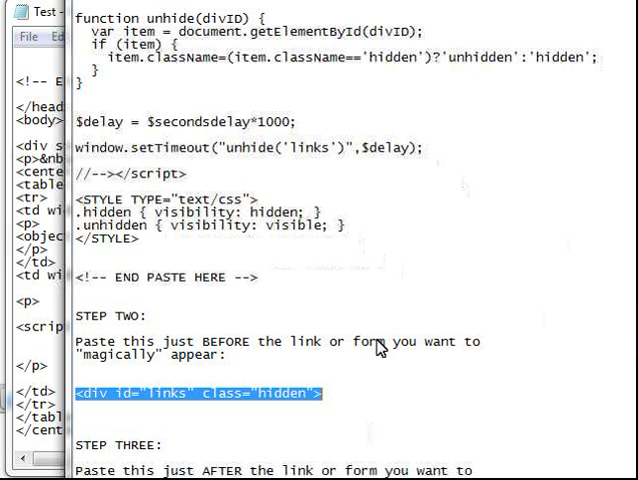 Test -
File Ed
<!-- E
</head
<body>
<div s
<p>&nb
<cente
<table
<tr>
<td wi
<p>
<objec
</p>
</td>
<td wi
<p>
<scrip
</p>
</td>
</tr>
</tabl
</cent
function unhide(divID) {
var item = document.getElementById(divID);
if (item) {
item.className=(item.className=='hidden')?'unhidden':'hidden';
}
}
$delay = $secondsdelay*1000;
window.setTimeout("unhide('links')",$delay);
//--></script>
<STYLE TYPE="text/css">
.hidden { visibility: hidden; }
.unhidden { visibility: visible; }
</STYLE>
<!-- END PASTE HERE -->
STEP TWO:
Paste this just BEFORE the link or form you want to
"magically" appear:
<div id="links" class="hidden">
STEP THREE:
Paste this just AFTER the link or form you want to